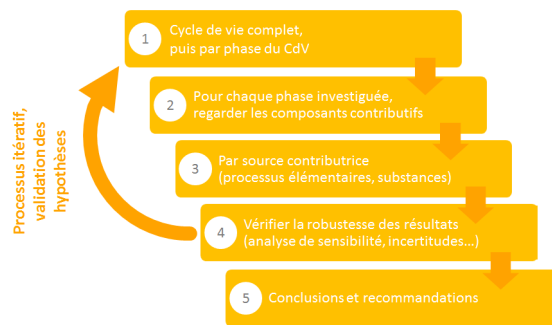 1
Cycle de vie complet,
puis par phase du CdV
2
Pour chaque phase investiguée,
regarder les composants contributifs
3
Par source contributrice
(processus élémentaires, substances)
4
Vérifier la robustesse des résultats
(analyse de sensibilité, incertitudes...)
5
Conclusions et recommandations
Processus itératif,
validation des
hypothèses